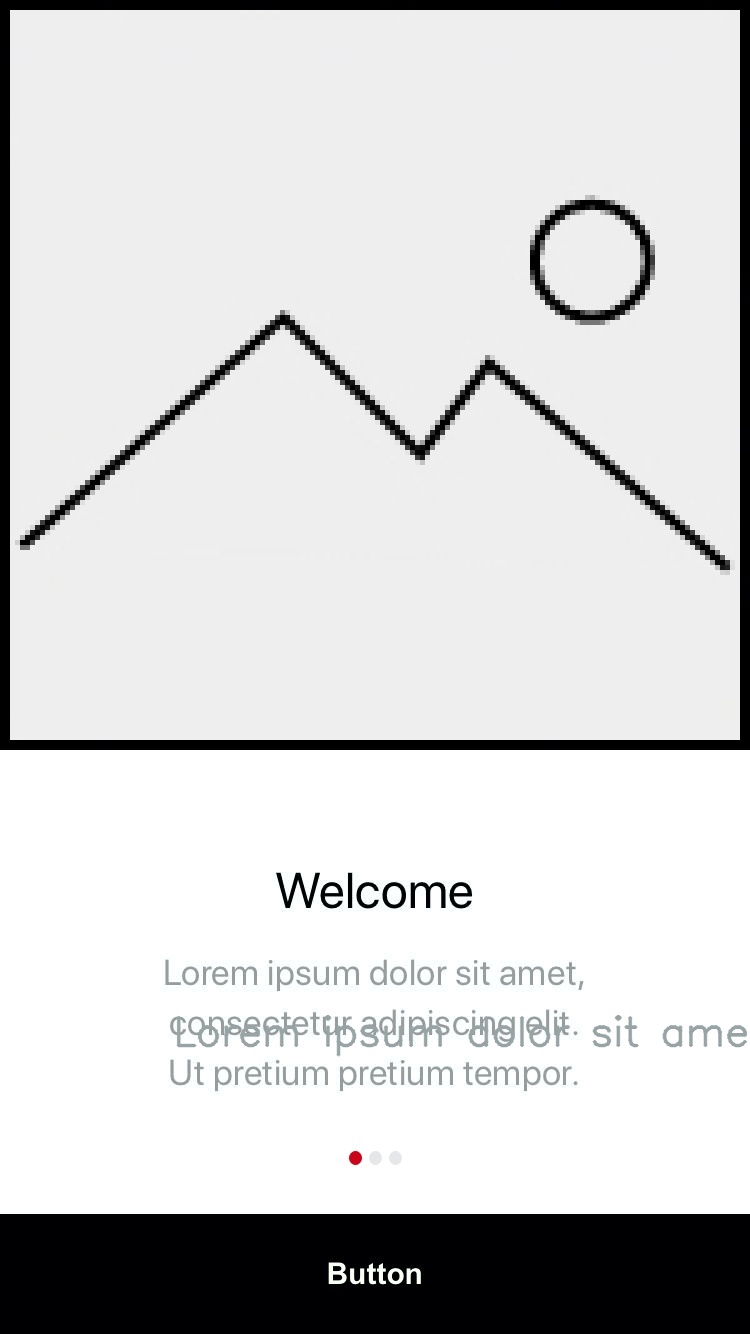 Welcome
Lorem ipsum dolor sit amet,
consectetur adipiscing elit.
Lorem ipsum dolor sit ame
Ut pretium pretium tempor.
Button